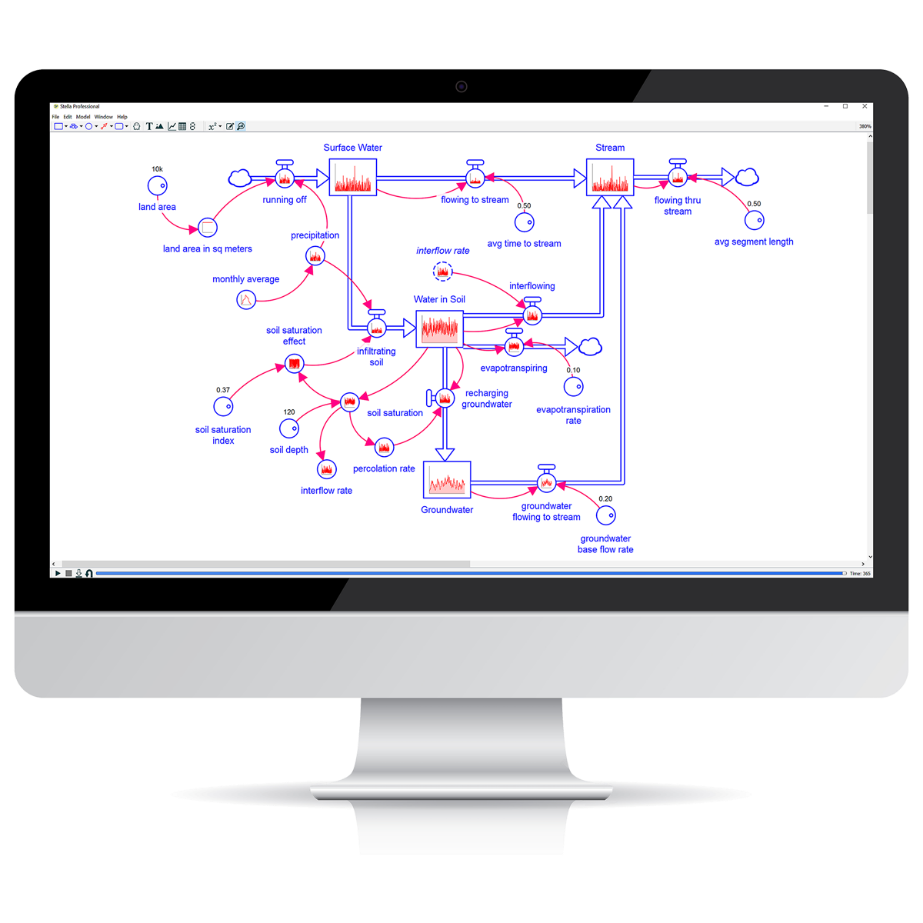 Stella Professional
File Edit Model Window Help
T
x²
380%
Surface Water
Stream
10k
land area
running off
flowing to stream
flowing thru
stream
0.50
0.50
land area in sq meters
precipitation
avg time to stream
avg segment length
interflow rate
monthly average
interflowing
Water in Soil
soil saturation
effect
infiltrating
soil
evapotranspiring
0.10
0.37
recharging
groundwater
evapotranspiration
rate
120
soil saturation
soil saturation
index
soil depth
percolation rate
interflow rate
Groundwater
0.20
groundwater
flowing to stream
groundwater
base flow rate
Time: 365